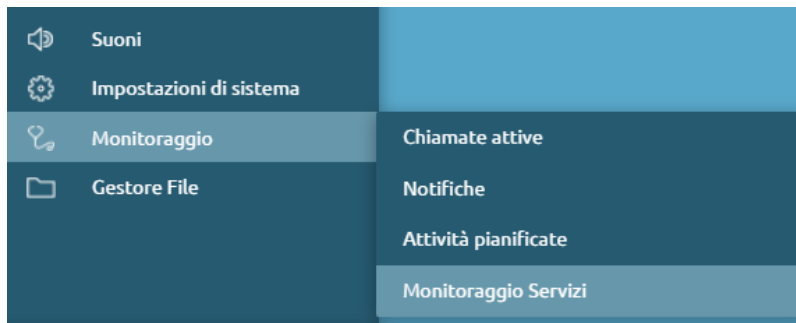 Suoni
Impostazioni di sistema
Monitoraggio
Gestore File
Chiamate attive
Notifiche
Attività pianificate
Monitoraggio Servizi